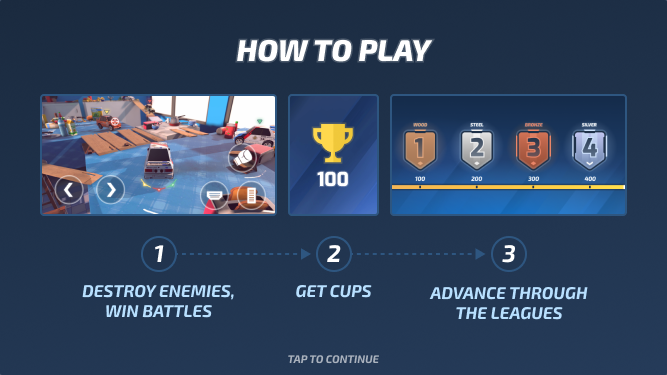 HOW TO PLAY
100
WOOD STEEL BRONZE SILVER
1 2 3 4
100 200 300 400
1 2 3
DESTROY ENEMIES,
WIN BATTLES
GET CUPS
ADVANCE THROUGH
THE LEAGUES
TAP TO CONTINUE